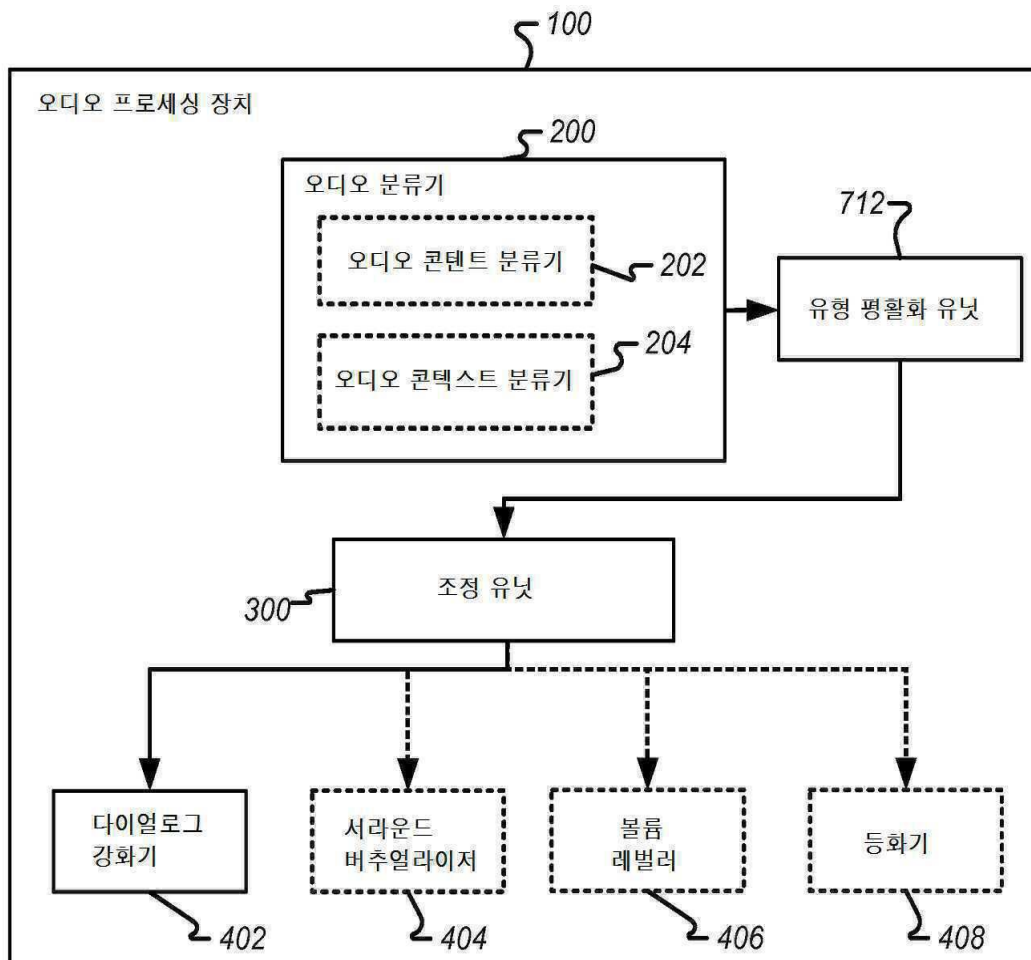 100
오디오 프로세싱 장치
200
오디오 분류기
712
오디오 콘텐트 분류기
202
유형 평활화 유닛
204
오디오 콘텍스트 분류기
조정 유닛
300
다이얼로그
강화기
서라운드
버추얼라이저
볼륨
레벌러
등화기
402
404
406
408